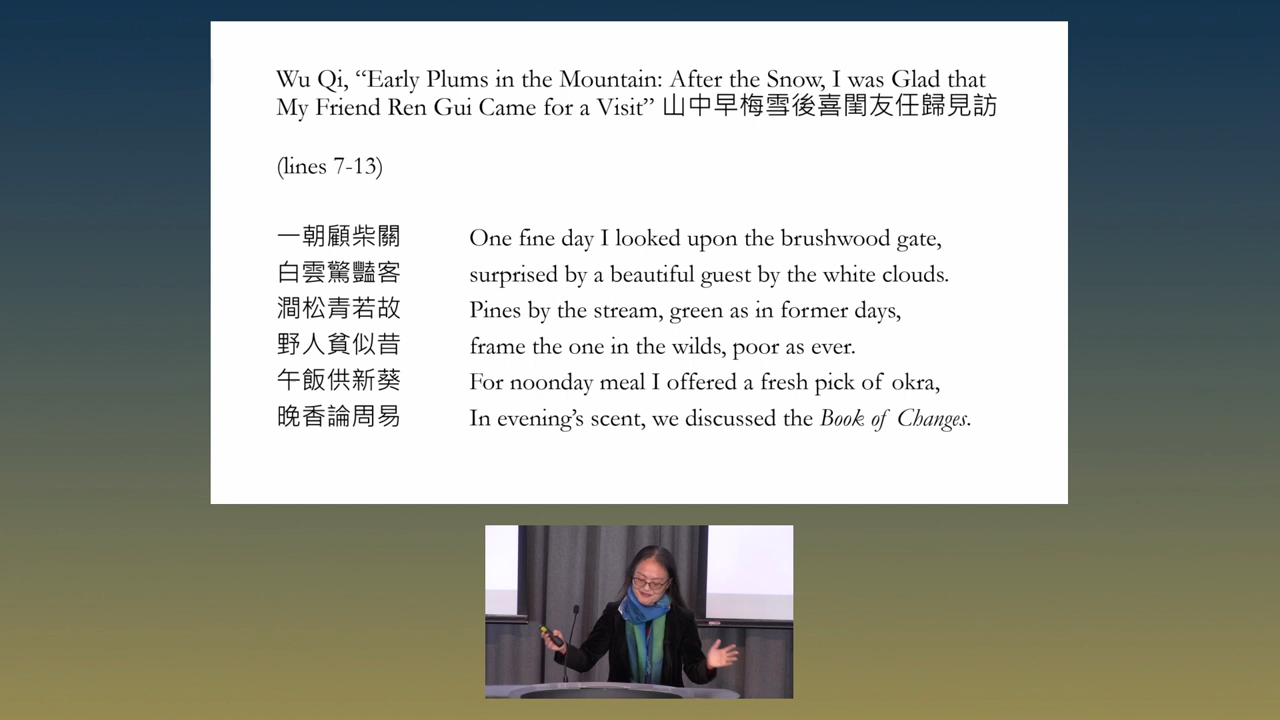 Wu Qi, “Early Plums in the Mountain: After the Snow, I was Glad that
My Friend Ren Gui Came for a Visit” 山中早梅雪後喜閨友任歸見訪
(lines 7-13)
一朝顧柴關 One fine day I looked upon the brushwood gate,
白雲驚豔客 surprised by a beautiful guest by the white clouds.
澗松青若故 Pines by the stream, green as in former days,
野人貧似昔 frame the one in the wilds, poor as ever.
午飯供新葵 For noonday meal I offered a fresh pick of okra,
晚香論周易 In evening’s scent, we discussed the Book of Changes.